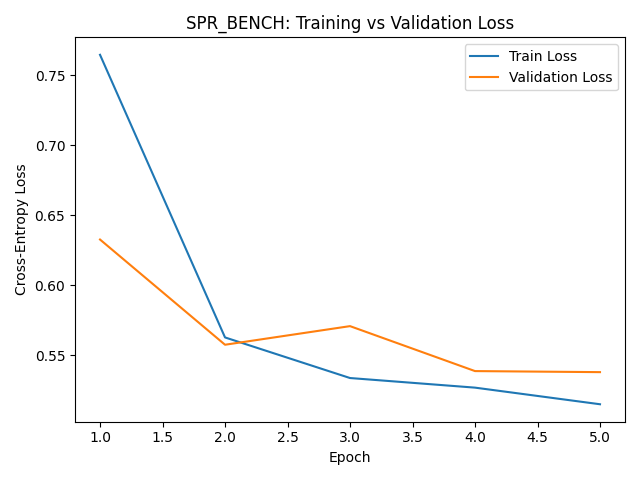 SPR_BENCH: Training vs Validation Loss
Train Loss
Validation Loss
Cross-Entropy Loss
0.75
0.70
0.65
0.60
0.55
1.0 1.5 2.0 2.5 3.0 3.5 4.0 4.5 5.0
Epoch